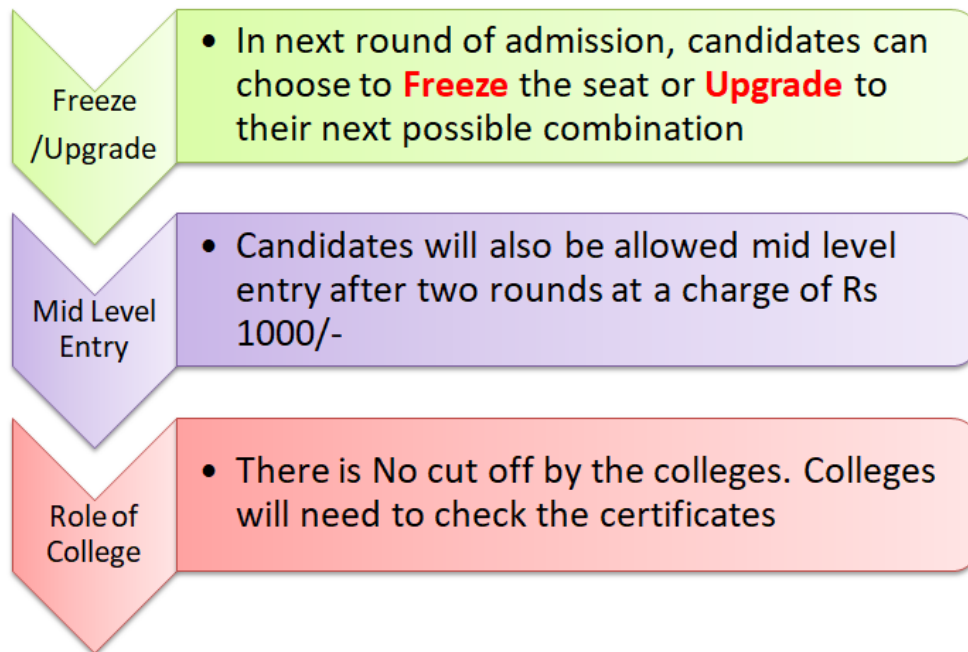 Freeze
/Upgrade
• In next round of admission, candidates can
choose to Freeze the seat or Upgrade to
their next possible combination
Mid Level
Entry
• Candidates will also be allowed mid level
entry after two rounds at a charge of Rs
1000/-
Role of
College
• There is No cut off by the colleges. Colleges
will need to check the certificates